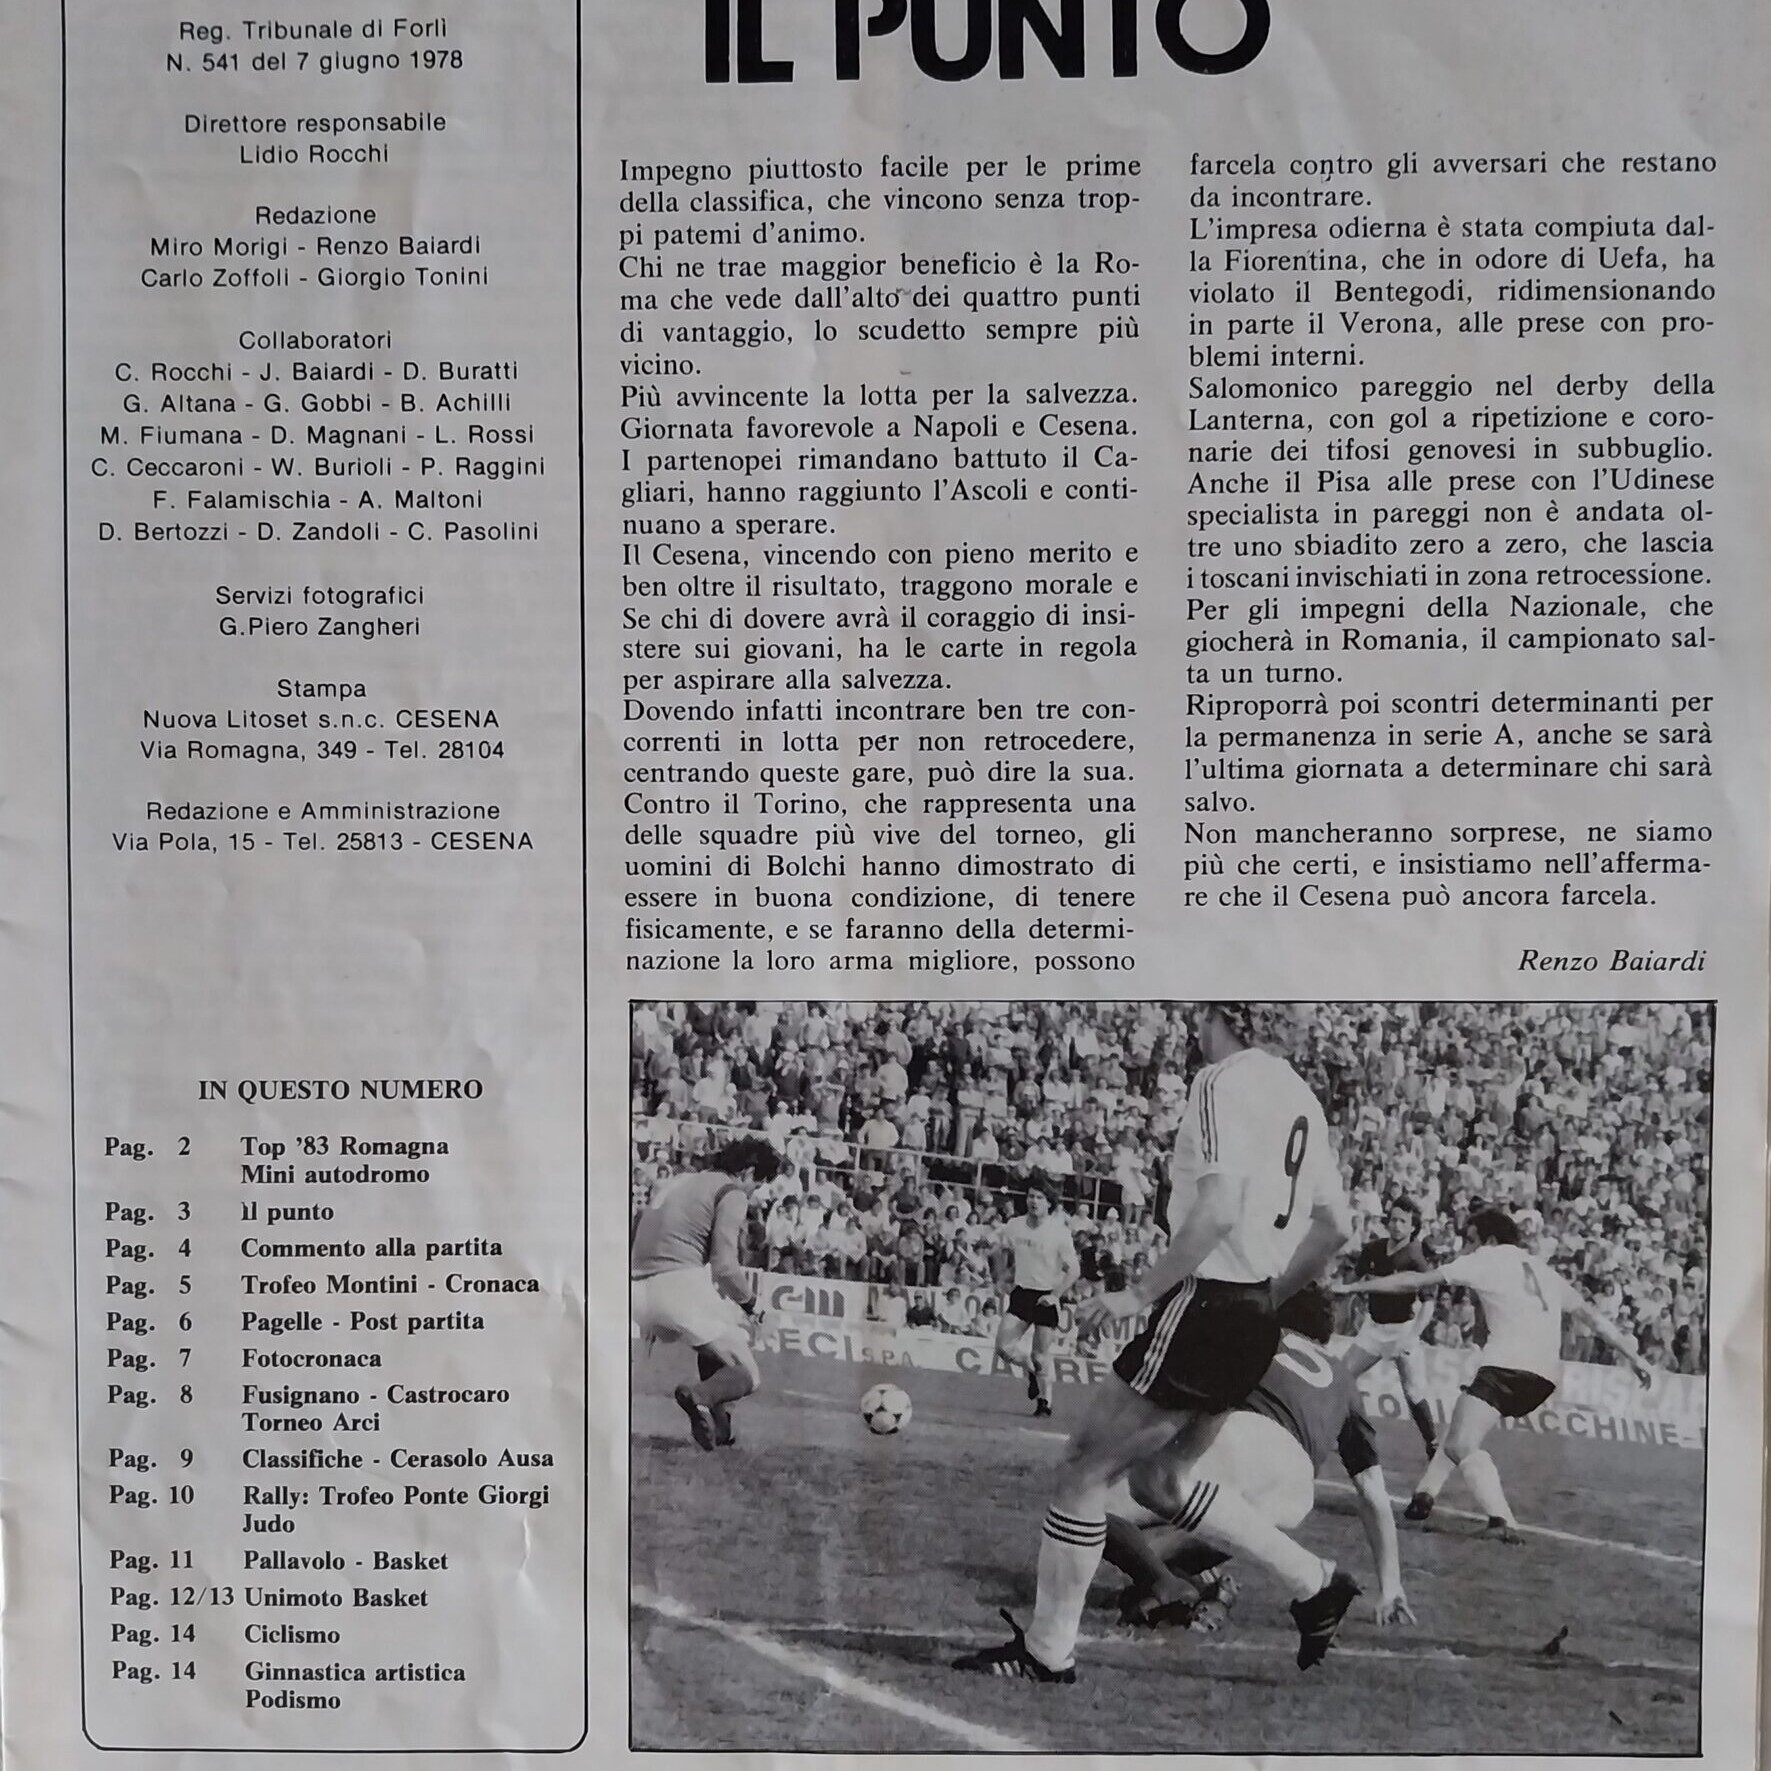 Reg. Tribunale di Forlì
N. 541 del 7 giugno 1978
Direttore responsabile
Lidio Rocchi
Redazione
Miro Morigi - Renzo Baiardi
Carlo Zoffoli - Giorgio Tonini
Collaboratori
C. Rocchi - J. Baiardi - D. Buratti
G. Altana - G. Gobbi - B. Achilli
M. Fiumana - D. Magnani - L. Rossi
C. Ceccaroni - W. Burioli - P. Raggini
F. Falamischia - A. Maltoni
D. Bertozzi - D. Zandoli - C. Pasolini
Servizi fotografici
G.Piero Zangheri
Stampa
Nuova Litoset s.n.c. CESENA
Via Romagna, 349 - Tel. 28104
Redazione e Amministrazione
Via Pola, 15 - Tel. 25813 - CESENA
IN QUESTO NUMERO
Pag. 2 Top '83 Romagna
Mini autodromo
Pag. 3 Il punto
Pag. 4 Commento alla partita
Pag. 5 Trofeo Montini - Cronaca
Pag. 6 Pagelle - Post partita
Pag. 7 Fotocronaca
Pag. 8 Fusignano - Castrocaro
Torneo Arci
Pag. 9 Classifiche - Cerasolo Ausa
Pag. 10 Rally: Trofeo Ponte Giorgi
Judo
Pag. 11 Pallavolo - Basket
Pag. 12/13 Unimoto Basket
Pag. 14 Ciclismo
Pag. 14 Ginnastica artistica
Podismo
IL PUNTO
Impegno piuttosto facile per le prime
della classifica, che vincono senza trop-
pi patemi d'animo.
Chi ne trae maggior beneficio è la Ro-
ma che vede dall'alto dei quattro punti
di vantaggio, lo scudetto sempre più
vicino.
Più avvincente la lotta per la salvezza.
Giornata favorevole a Napoli e Cesena.
I partenopei rimandano battuto il Ca-
gliari, hanno raggiunto l'Ascoli e conti-
nuano a sperare.
Il Cesena, vincendo con pieno merito e
ben oltre il risultato, traggono morale e
Se chi di dovere avrà il coraggio di insi-
stere sui giovani, ha le carte in regola
per aspirare alla salvezza.
Dovendo infatti incontrare ben tre con-
correnti in lotta per non retrocedere,
centrando queste gare, può dire la sua.
Contro il Torino, che rappresenta una
delle squadre più vive del torneo, gli
uomini di Bolchi hanno dimostrato di
essere in buona condizione, di tenere
fisicamente, e se faranno della determi-
nazione la loro arma migliore, possono
farcela contro gli avversari che restano
da incontrare.
L'impresa odierna è stata compiuta dal-
la Fiorentina, che in odore di Uefa, ha
violato il Bentegodi, ridimensionando
in parte il Verona, alle prese con pro-
blemi interni.
Salomonico pareggio nel derby della
Lanterna, con gol a ripetizione e coro-
narie dei tifosi genovesi in subbuglio.
Anche il Pisa alle prese con l'Udinese
specialista in pareggi non è andata ol-
tre uno sbiadito zero a zero, che lascia
i toscani invischiati in zona retrocessione.
Per gli impegni della Nazionale, che
giocherà in Romania, il campionato sal-
ta un turno.
Riproporrà poi scontri determinanti per
la permanenza in serie A, anche se sarà
l'ultima giornata a determinare chi sarà
salvo.
Non mancheranno sorprese, ne siamo
più che certi, e insistiamo nell'afferma-
re che il Cesena può ancora farcela.
Renzo Baiardi
9
4
S.P.A.
MACCHINE